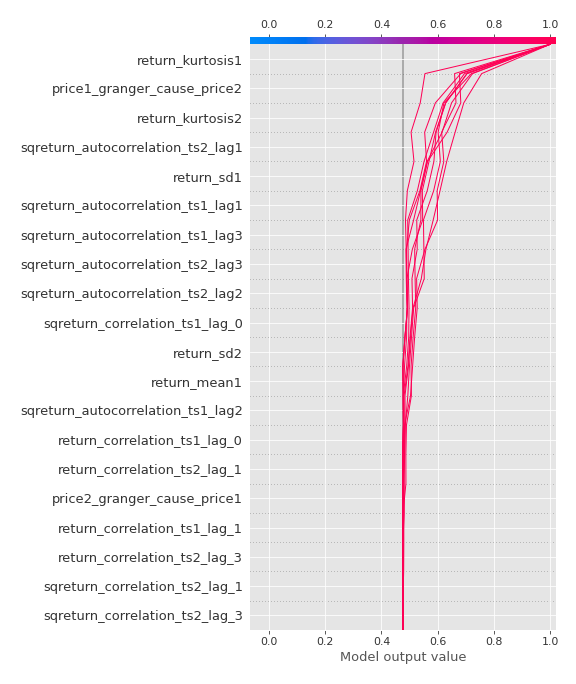 0.0 0.2 0.4 0.6 0.8 1.0
return_kurtosis1
price1_granger_cause_price2
return_kurtosis2
sqreturn_autocorrelation_ts2_lag1
return_sd1
sqreturn_autocorrelation_ts1_lag1
sqreturn_autocorrelation_ts1_lag3
sqreturn_autocorrelation_ts2_lag3
sqreturn_autocorrelation_ts2_lag2
sqreturn_correlation_ts1_lag_0
return_sd2
return_mean1
sqreturn_autocorrelation_ts1_lag2
return_correlation_ts1_lag_0
return_correlation_ts2_lag_1
price2_granger_cause_price1
return_correlation_ts1_lag_1
return_correlation_ts2_lag_3
sqreturn_correlation_ts2_lag_1
sqreturn_correlation_ts2_lag_3
0.0 0.2 0.4 0.6 0.8 1.0
Model output value